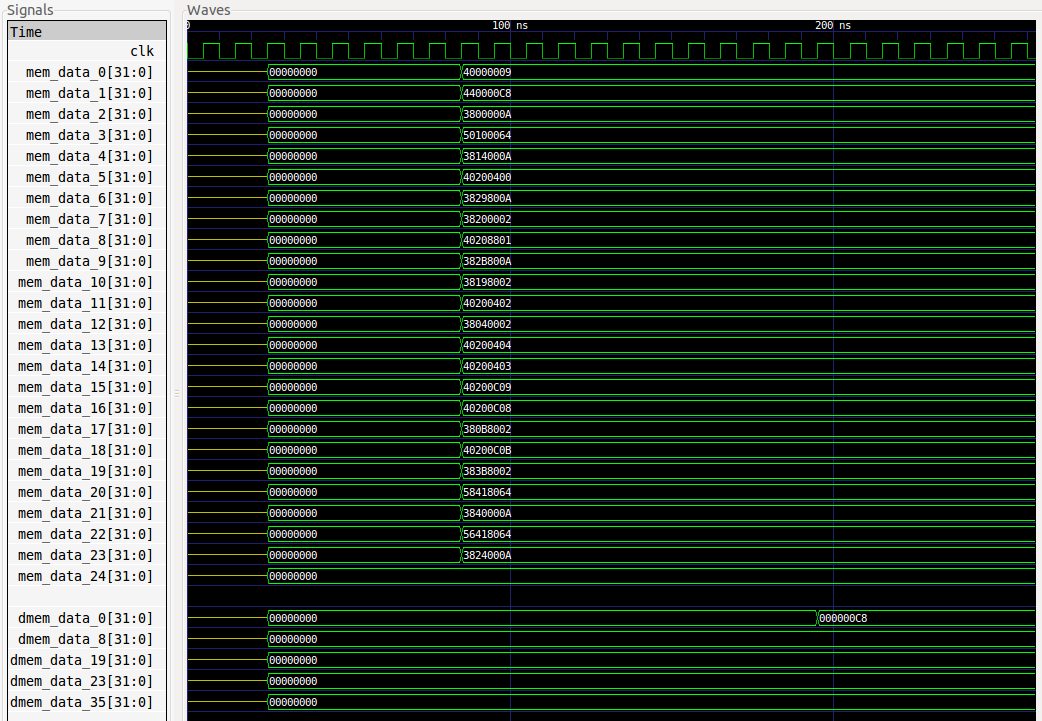 Signals
Waves
Time
0 100 ns 200 ns
clk
mem_data_0[31:0] 00000000 40000009
mem_data_1[31:0] 00000000 440000C8
mem_data_2[31:0] 00000000 3800000A
mem_data_3[31:0] 00000000 50100064
mem_data_4[31:0] 00000000 3814000A
mem_data_5[31:0] 00000000 40200400
mem_data_6[31:0] 00000000 3829800A
mem_data_7[31:0] 00000000 38200002
mem_data_8[31:0] 00000000 40208801
mem_data_9[31:0] 00000000 382B800A
mem_data_10[31:0] 00000000 38198002
mem_data_11[31:0] 00000000 40200402
mem_data_12[31:0] 00000000 38040002
mem_data_13[31:0] 00000000 40200404
mem_data_14[31:0] 00000000 40200403
mem_data_15[31:0] 00000000 40200C09
mem_data_16[31:0] 00000000 40200C08
mem_data_17[31:0] 00000000 380B8002
mem_data_18[31:0] 00000000 40200C0B
mem_data_19[31:0] 00000000 383B8002
mem_data_20[31:0] 00000000 58418064
mem_data_21[31:0] 00000000 3840000A
mem_data_22[31:0] 00000000 56418064
mem_data_23[31:0] 00000000 3824000A
mem_data_24[31:0] 00000000
dmem_data_0[31:0] 00000000 000000C8
dmem_data_8[31:0] 00000000
dmem_data_19[31:0] 00000000
dmem_data_23[31:0] 00000000
dmem_data_35[31:0] 00000000